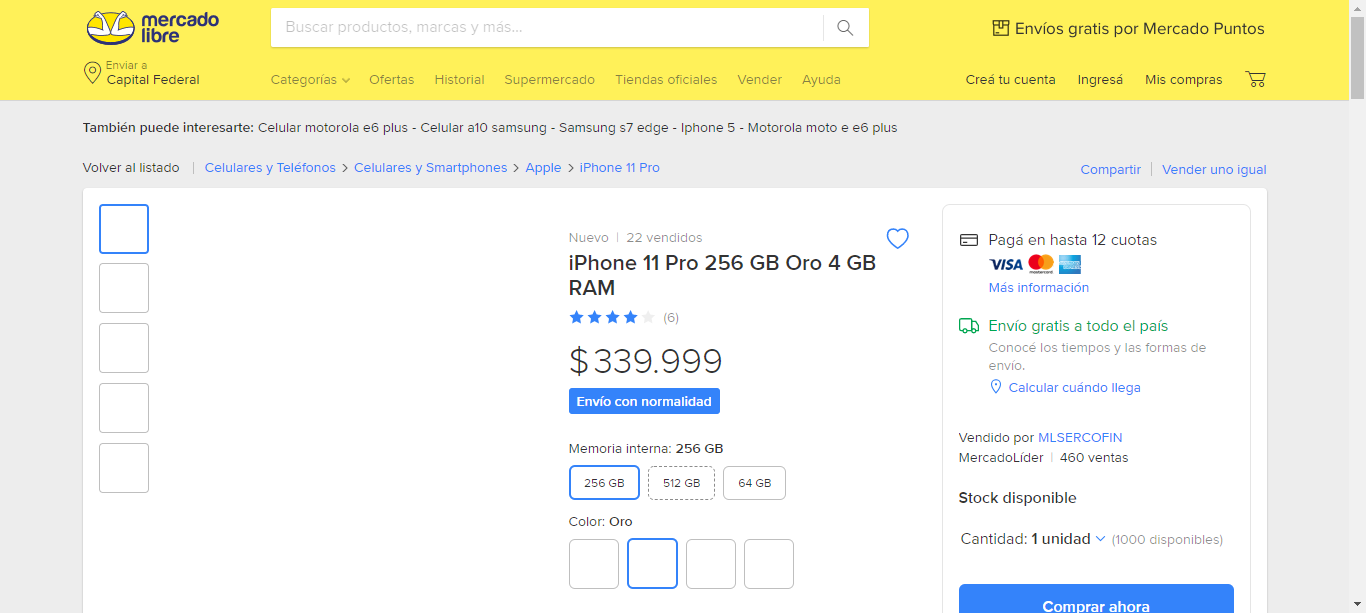 mercado
libre
Buscar productos, marcas y más...
Envíos gratis por Mercado Puntos
Enviar a
Capital Federal
Categorías Ofertas Historial Supermercado Tiendas oficiales Vender Ayuda
Creá tu cuenta Ingresá Mis compras
También puede interesarte: Celular motorola e6 plus - Celular a10 samsung - Samsung s7 edge - Iphone 5 - Motorola moto e e6 plus
Volver al listado | Celulares y Teléfonos > Celulares y Smartphones > Apple > iPhone 11 Pro
Compartir | Vender uno igual
Nuevo | 22 vendidos
iPhone 11 Pro 256 GB Oro 4 GB
RAM
(6)
$ 339.999
Envío con normalidad
Memoria interna: 256 GB
256 GB 512 GB 64 GB
Color: Oro
Pagá en hasta 12 cuotas
VISA mastercard
Más información
Envío gratis a todo el país
Conocé los tiempos y las formas de
envío.
Calcular cuándo llega
Vendido por MLSERCOFIN
MercadoLíder | 460 ventas
Stock disponible
Cantidad: 1 unidad (1000 disponibles)
Comprar ahora